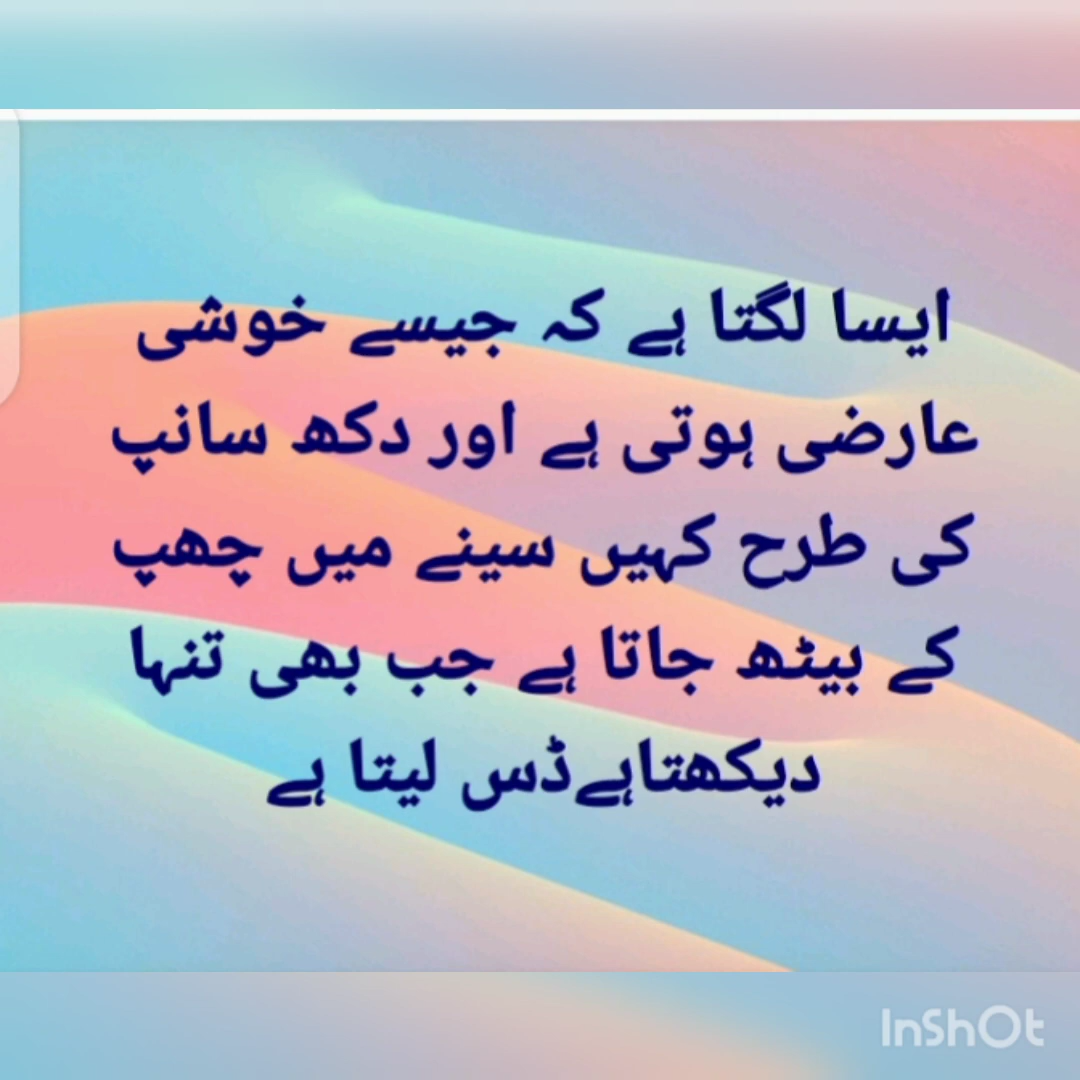 ایسا لگتا ہے کہ جیسے خوشی
عارضی ہوتی ہے اور دکھ سانپ
کی طرح کہیں سینے میں چھپ
کے بیٹھ جاتا ہے جب بھی تنہا
دیکھتاہےڈس لیتا ہے
InShOt